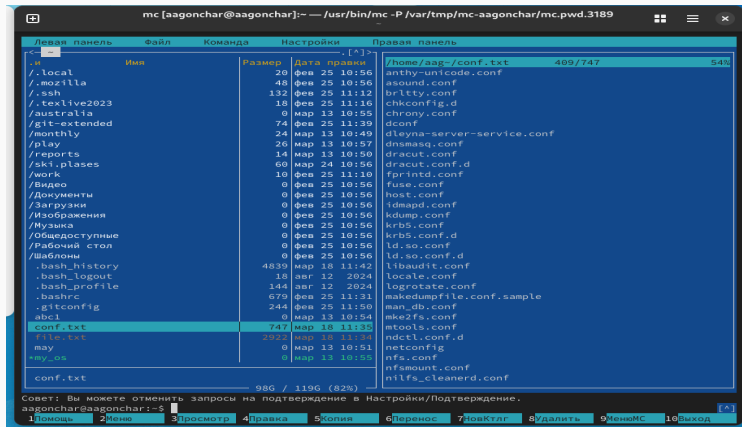 mc [aagonchar@aagonchar]:~ — /usr/bin/mc -P /var/tmp/mc-aagonchar/mc.pwd.3189
~
Левая панель Файл Команда Настройки Правая панель
<─ ~ ─.[^]>
.и Имя Размер Дата правки /home/aag~/conf.txt 409/747 54%
/.local 20 фев 25 10:56 anthy-unicode.conf
/.mozilla 48 фев 25 10:56 asound.conf
/.ssh 132 фев 25 11:12 brltty.conf
/.texlive2023 18 фев 25 11:16 chkconfig.d
/australia 0 мар 13 10:55 chrony.conf
/git-extended 74 фев 25 11:39 dconf
/monthly 24 мар 13 10:49 dleyna-server-service.conf
/play 26 мар 13 10:57 dnsmasq.conf
/reports 14 мар 13 10:50 dracut.conf
/ski.plases 60 мар 24 10:56 dracut.conf.d
/work 10 фев 25 11:10 fprintd.conf
/Видео 0 фев 25 10:56 fuse.conf
/Документы 0 фев 25 10:56 host.conf
/Загрузки 0 фев 25 10:56 idmapd.conf
/Изображения 0 фев 25 10:56 kdump.conf
/Музыка 0 фев 25 10:56 krb5.conf
/Общедоступные 0 фев 25 10:56 krb5.conf.d
/Рабочий стол 0 фев 25 10:56 ld.so.conf
/Шаблоны 0 фев 25 10:56 ld.so.conf.d
.bash_history 4839 мар 18 11:42 libaudit.conf
.bash_logout 18 авг 12 2024 locale.conf
.bash_profile 144 авг 12 2024 logrotate.conf
.bashrc 679 фев 25 11:31 makedumpfile.conf.sample
.gitconfig 244 фев 25 11:50 man_db.conf
abc1 0 мар 13 10:54 mke2fs.conf
conf.txt 747 мар 18 11:35 mtools.conf
file.txt 2922 мар 18 11:34 ndctl.conf.d
may 0 мар 13 10:51 netconfig
*my_os 0 мар 13 10:55 nfs.conf
nfsmount.conf
conf.txt nilfs_cleanerd.conf
98G / 119G (82%)
Совет: Вы можете отменить запросы на подтверждение в Настройки/Подтверждение.
aagonchar@aagonchar:~$ [^]
1Помощь 2Меню 3Просмотр 4Правка 5Копия 6Перенос 7НовКтлг 8Удалить 9МенюМС 10Выход